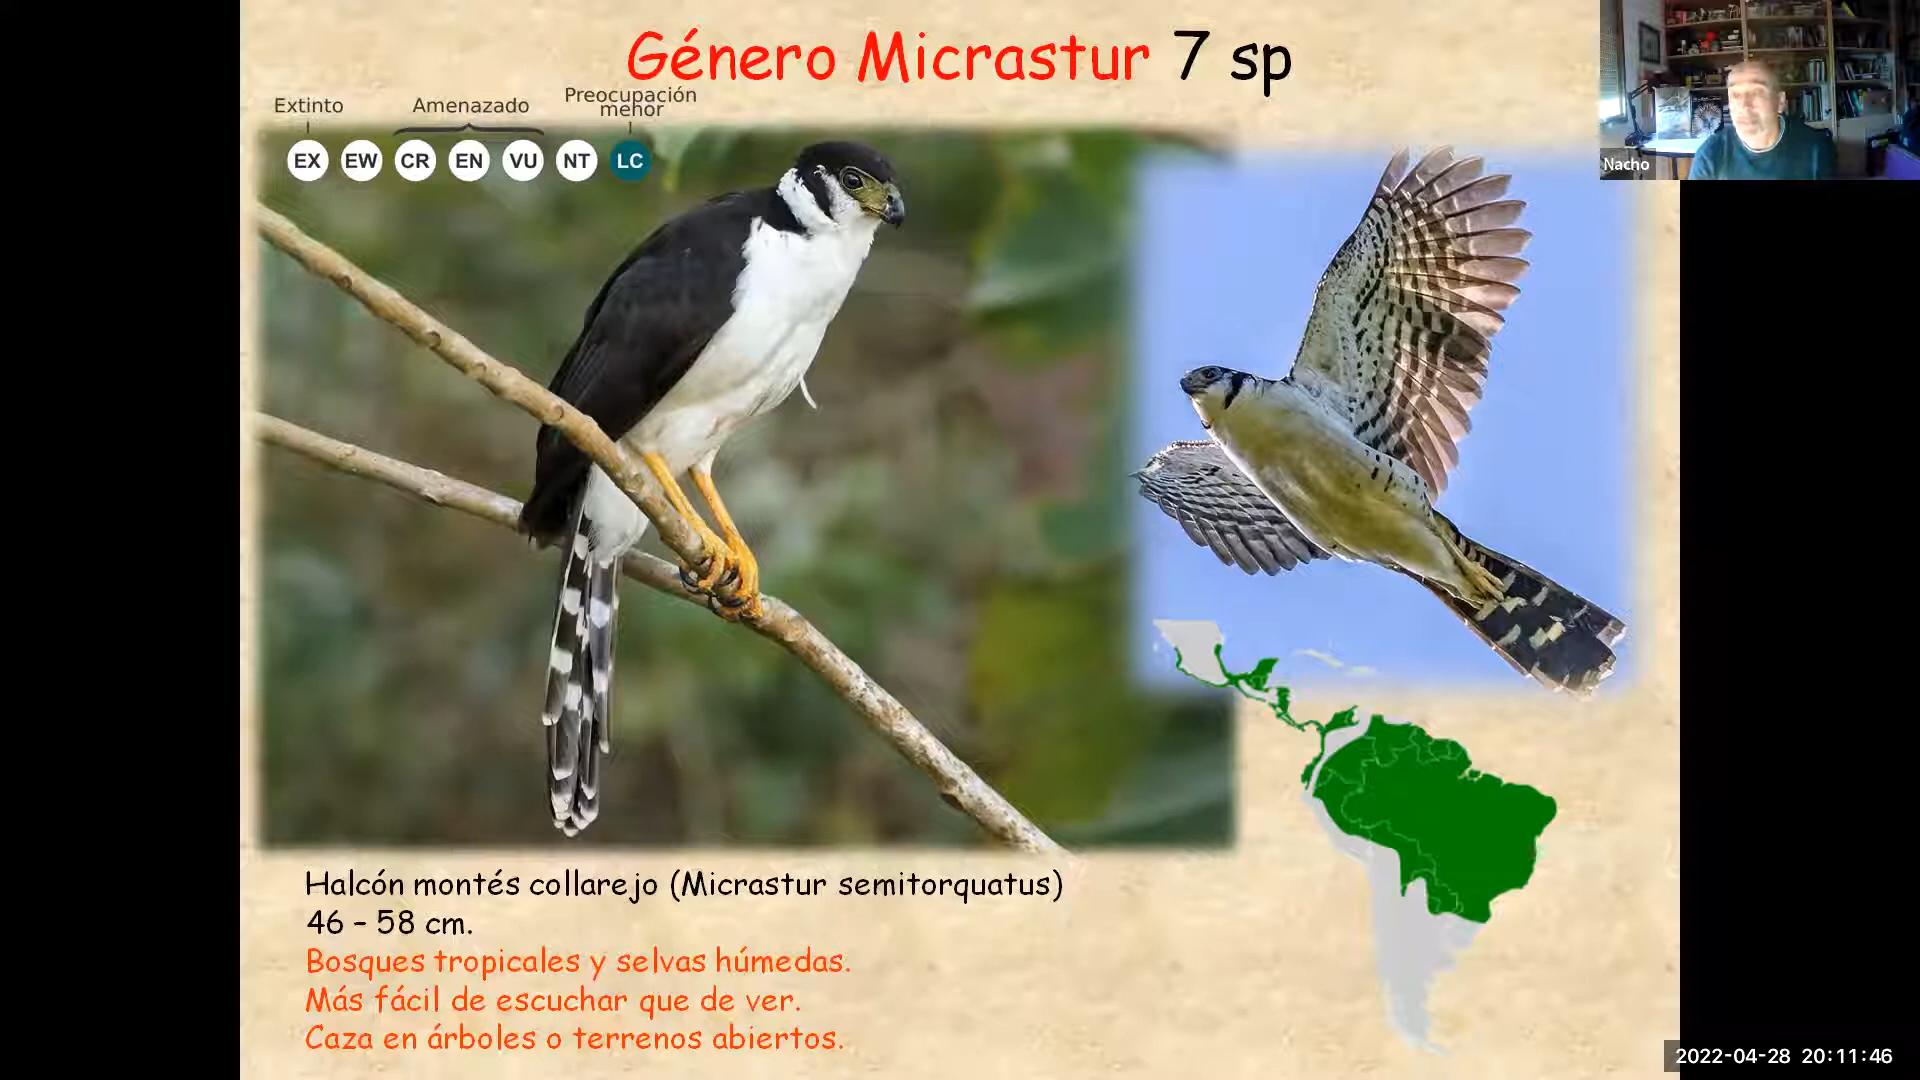 Género Micrastur 7 sp
Extinto
Amenazado
Preocupación
menor
EX EW CR EN VU NT LC
Nacho
Halcón montés collarejo (Micrastur semitorquatus)
46 – 58 cm.
Bosques tropicales y selvas húmedas.
Más fácil de escuchar que de ver.
Caza en árboles o terrenos abiertos.
2022-04-28 20:11:46